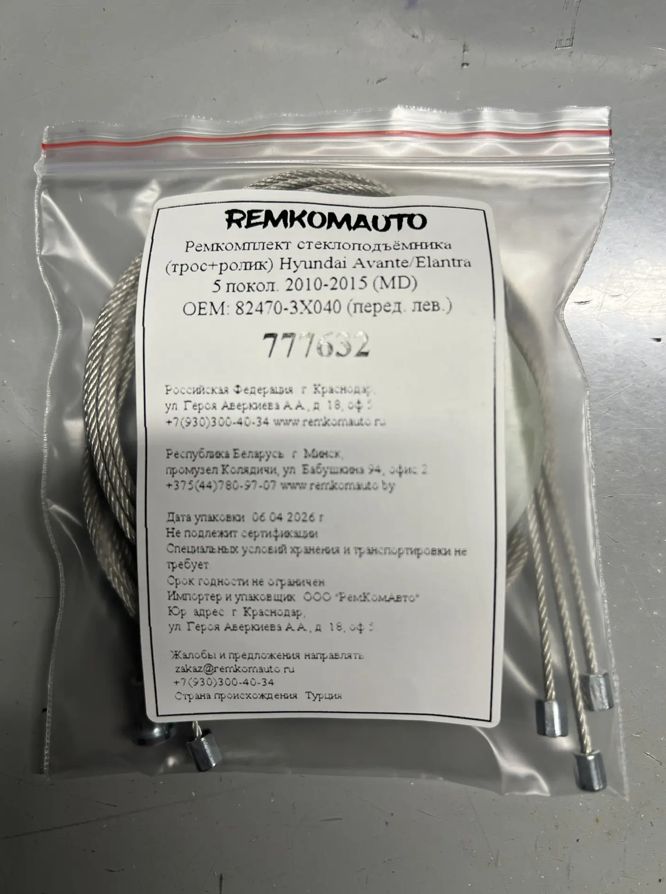 REMKOMAUTO
Ремкомплект стеклоподъёмника
(трос+ролик) Hyundai Avante/Elantra
5 покол. 2010-2015 (MD)
OEM: 82470-3X040 (перед. лев.)
777632
Российская Федерация г. Краснодар,
ул. Героя Аверкиева А.А., д. 18, оф 5
+7(930)300-40-34 www.remkomauto.ru
Республика Беларусь г. Минск,
промузел Колядичи, ул. Бабушкина 94, офис 2
+375(44)780-97-07 www.remkomauto.by
Дата упаковки 06.04.2026 г
Не подлежит сертификации
Специальных условий хранения и транспортировки не
требует
Срок годности не ограничен
Импортер и упаковщик ООО "РемКомАвто"
Юр. адрес г. Краснодар,
ул. Героя Аверкиева А.А., д. 18, оф 5
Жалобы и предложения направлять
zakaz@remkomauto.ru
+7(930)300-40-34
Страна происхождения Турция